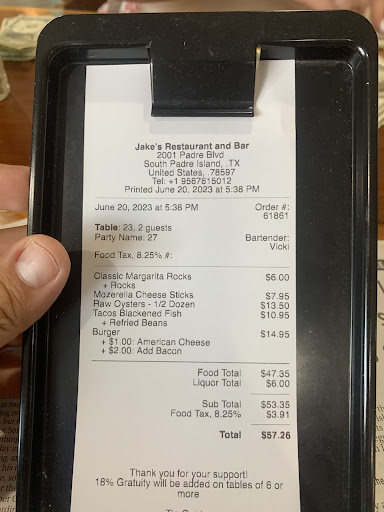 Jake's Restaurant and Bar
2001 Padre Blvd
South Padre Island, .TX
United States, .78597
Tel: +1 9567615012
Printed June 20, 2023 at 5:38 PM
June 20, 2023 at 5:38 PM Order #:
61861
Table: 23, 2 guests
Party Name: 27 Bartender:
Vicki
Food Tax, 8.25% #:
Classic Margarita Rocks $6.00
+ Rocks
Mozerella Cheese Sticks $7.95
Raw Oysters - 1/2 Dozen $13.50
Tacos Blackened Fish $10.95
+ Refried Beans
Burger $14.95
+ $1.00: American Cheese
+ $2.00: Add Bacon
Food Total $47.35
Liquor Total $6.00
Sub Total $53.35
Food Tax, 8.25% $3.91
Total $57.26
Thank you for your support!
18% Gratuity will be added on tables of 6 or
more